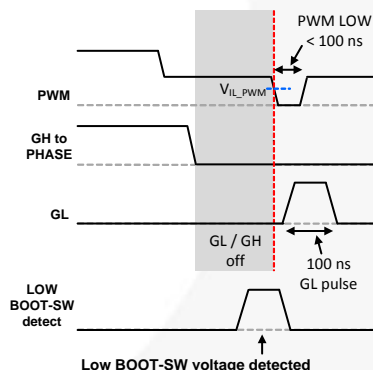 PWM LOW
< 100 ns
VIL_PWM
PWM
GH to
PHASE
GL
GL / GH
off
100 ns
GL pulse
LOW
BOOT-SW
detect
Low BOOT-SW voltage detected